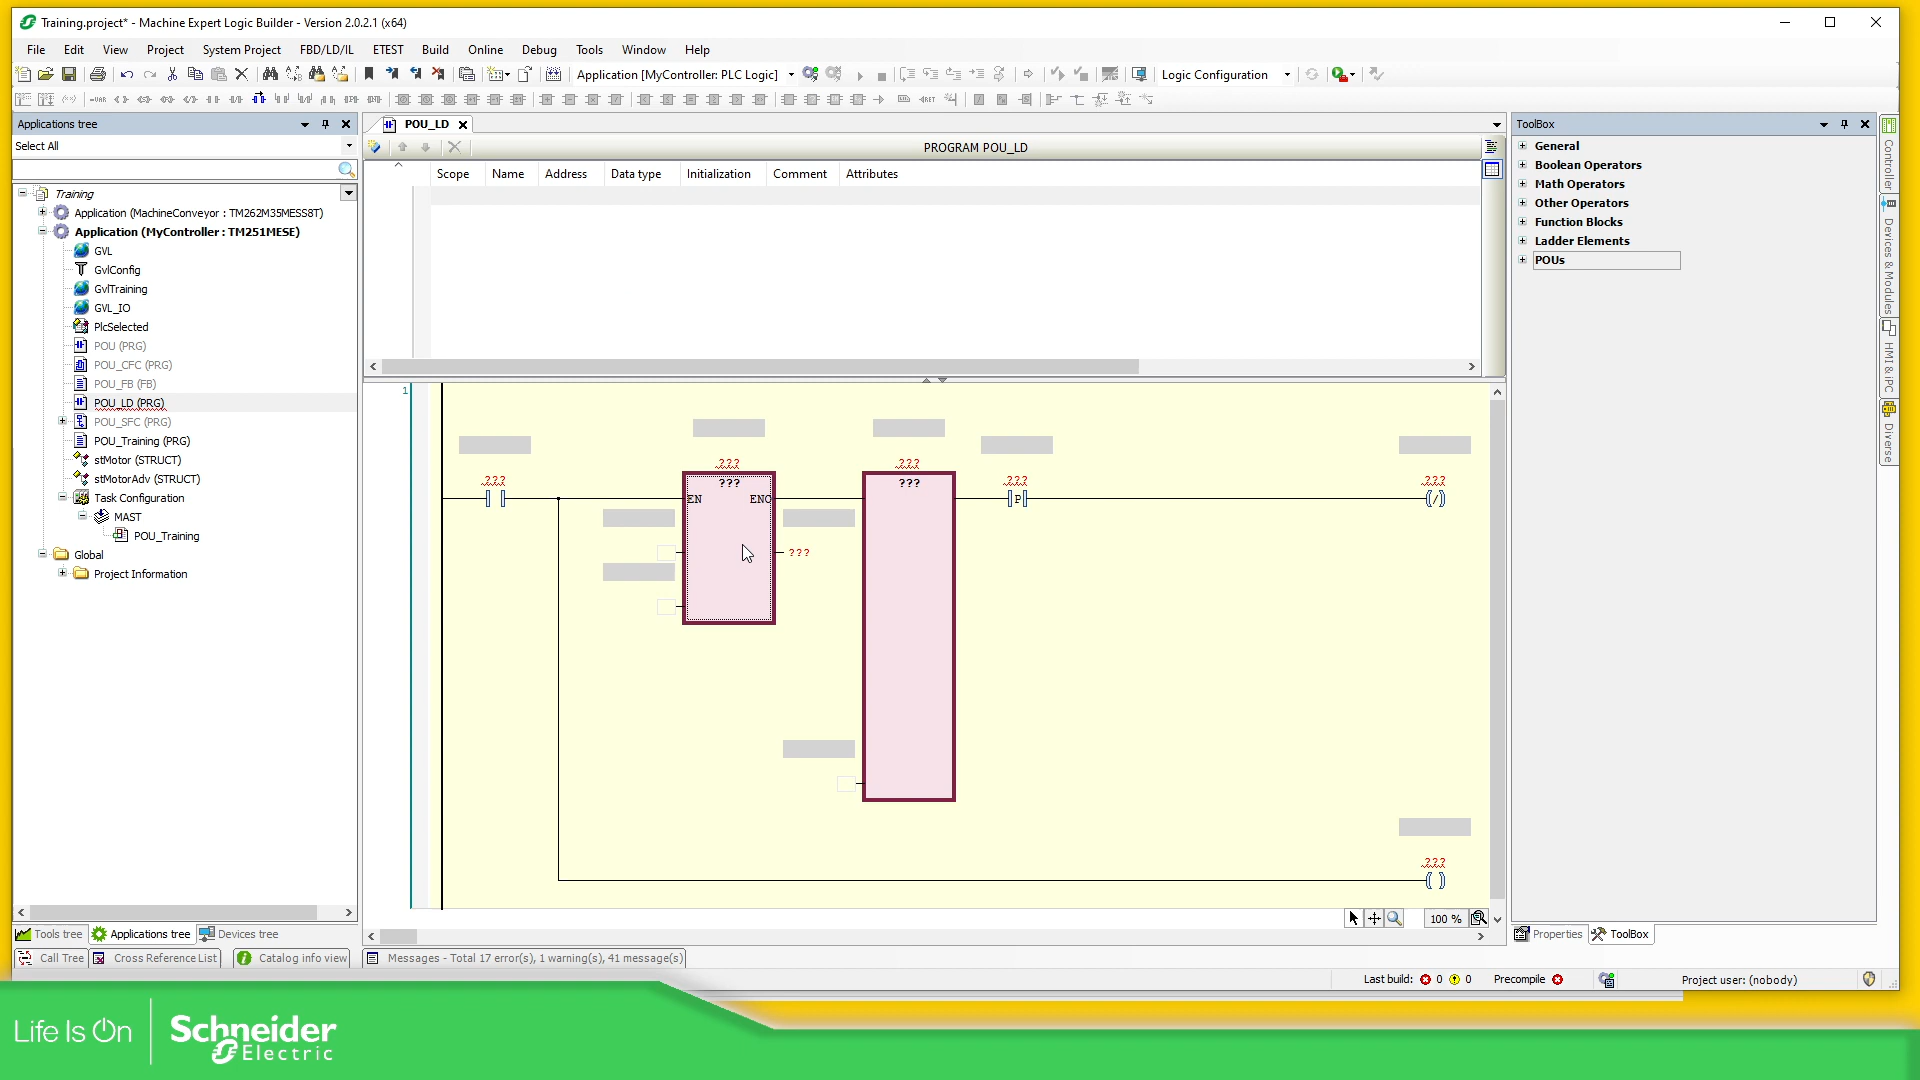 Training.project* - Machine Expert Logic Builder - Version 2.0.2.1 (x64)
File Edit View Project System Project FBD/LD/IL ETEST Build Online Debug Tools Window Help
Application [MyController: PLC Logic]
Logic Configuration
Applications tree
Select All
Training
Application (MachineConveyor : TM262M35MESS8T)
Application (MyController : TM251MESE)
GVL
GvlConfig
GvlTraining
GVL_IO
PlcSelected
POU (PRG)
POU_CFC (PRG)
POU_FB (FB)
POU_LD (PRG)
POU_SFC (PRG)
POU_Training (PRG)
stMotor (STRUCT)
stMotorAdv (STRUCT)
Task Configuration
MAST
POU_Training
Global
Project Information
Tools tree Applications tree Devices tree
Call Tree Cross Reference List Catalog info view
POU_LD
PROGRAM POU_LD
Scope Name Address Data type Initialization Comment Attributes
1
??? ???
??? ??? ??? ??? ???
EN ENO
P
/
???
???
100 %
Messages - Total 17 error(s), 1 warning(s), 41 message(s)
ToolBox
General
Boolean Operators
Math Operators
Other Operators
Function Blocks
Ladder Elements
POUs
Properties ToolBox
Controller
Devices & Modules
HMI & iPC
Diverse
Last build: 0 0 Precompile
Project user: (nobody)
Life Is On
Schneider
Electric